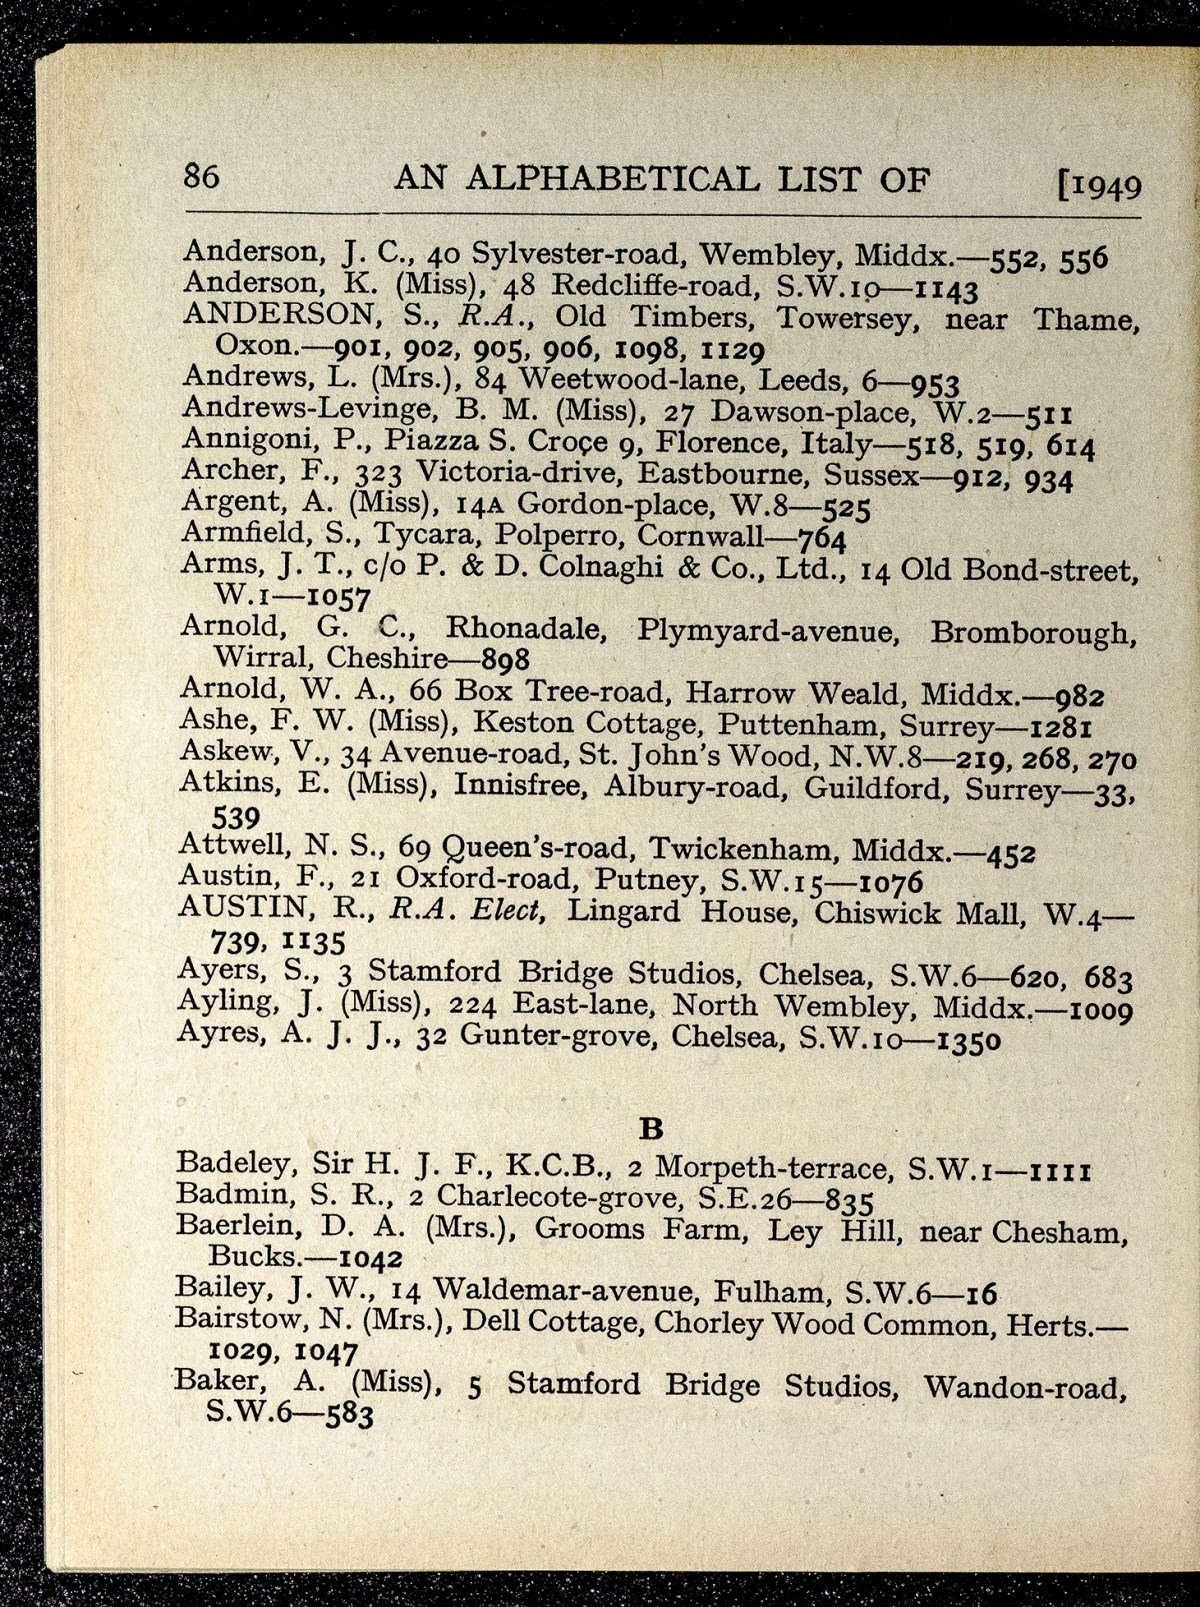 86 AN ALPHABETICAL LIST OF [1949
Anderson, J. C., 40 Sylvester-road, Wembley, Middx.—552, 556
Anderson, K. (Miss), 48 Redcliffe-road, S.W.10—1143
ANDERSON, S., R.A., Old Timbers, Towersey, near Thame,
Oxon.—901, 902, 905, 906, 1098, 1129
Andrews, L. (Mrs.), 84 Weetwood-lane, Leeds, 6—953
Andrews-Levinge, B. M. (Miss), 27 Dawson-place, W.2—511
Annigoni, P., Piazza S. Croce 9, Florence, Italy—518, 519, 614
Archer, F., 323 Victoria-drive, Eastbourne, Sussex—912, 934
Argent, A. (Miss), 14A Gordon-place, W.8—525
Armfield, S., Tycara, Polperro, Cornwall—764
Arms, J. T., c/o P. & D. Colnaghi & Co., Ltd., 14 Old Bond-street,
W.1—1057
Arnold, G. C., Rhonadale, Plymyard-avenue, Bromborough,
Wirral, Cheshire—898
Arnold, W. A., 66 Box Tree-road, Harrow Weald, Middx.—982
Ashe, F. W. (Miss), Keston Cottage, Puttenham, Surrey—1281
Askew, V., 34 Avenue-road, St. John's Wood, N.W.8—219, 268, 270
Atkins, E. (Miss), Innisfree, Albury-road, Guildford, Surrey—33,
539
Attwell, N. S., 69 Queen's-road, Twickenham, Middx.—452
Austin, F., 21 Oxford-road, Putney, S.W.15—1076
AUSTIN, R., R.A. Elect, Lingard House, Chiswick Mall, W.4—
739, 1135
Ayers, S., 3 Stamford Bridge Studios, Chelsea, S.W.6—620, 683
Ayling, J. (Miss), 224 East-lane, North Wembley, Middx.—1009
Ayres, A. J. J., 32 Gunter-grove, Chelsea, S.W.10—1350
B
Badeley, Sir H. J. F., K.C.B., 2 Morpeth-terrace, S.W.1—1111
Badmin, S. R., 2 Charlecote-grove, S.E.26—835
Baerlein, D. A. (Mrs.), Grooms Farm, Ley Hill, near Chesham,
Bucks.—1042
Bailey, J. W., 14 Waldemar-avenue, Fulham, S.W.6—16
Bairstow, N. (Mrs.), Dell Cottage, Chorley Wood Common, Herts.—
1029, 1047
Baker, A. (Miss), 5 Stamford Bridge Studios, Wandon-road,
S.W.6—583